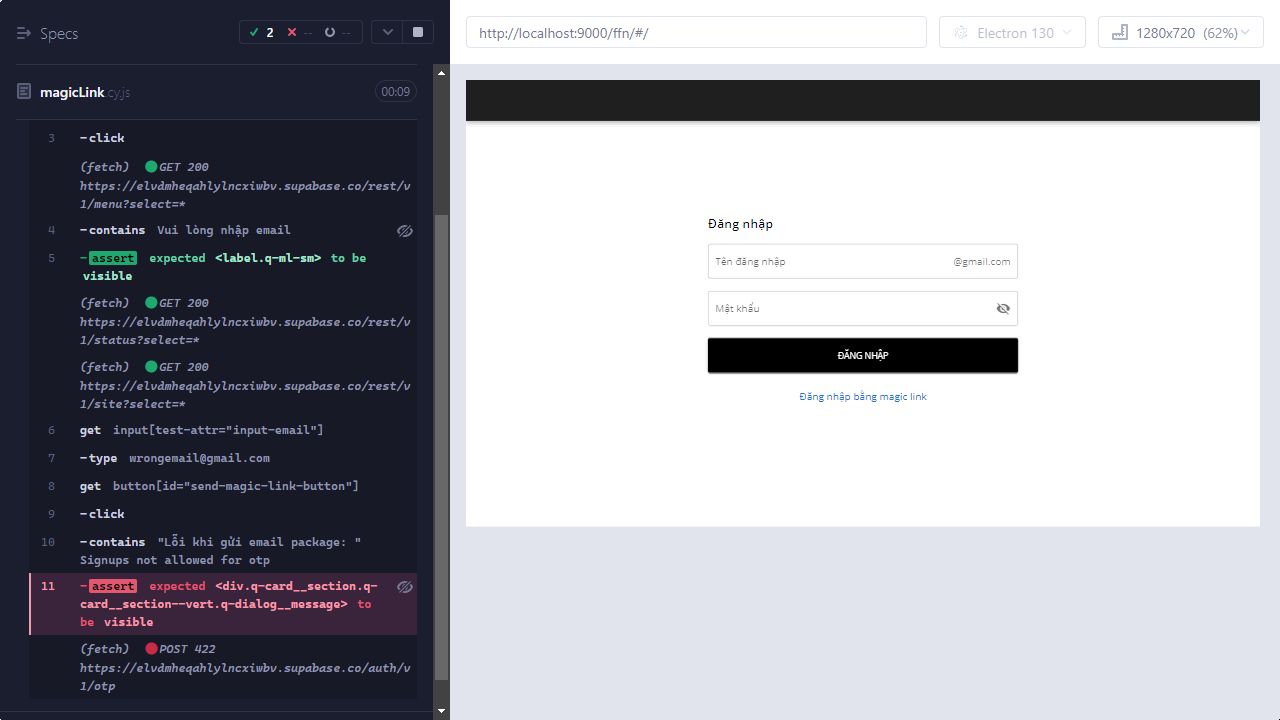 Specs
2
--
--
http://localhost:9000/ffn/#/
Electron 130
1280x720 (62%)
magicLink.cy.js
00:09
3 -click
(fetch) GET 200
https://elvdmheqahlylncxiwbv.supabase.co/rest/v
1/menu?select=*
4 -contains Vui lòng nhập email
5 -assert expected <label.q-ml-sm> to be
visible
(fetch) GET 200
https://elvdmheqahlylncxiwbv.supabase.co/rest/v
1/status?select=*
(fetch) GET 200
https://elvdmheqahlylncxiwbv.supabase.co/rest/v
1/site?select=*
6 get input[test-attr="input-email"]
7 -type wrongemail@gmail.com
8 get button[id="send-magic-link-button"]
9 -click
10 -contains "Lỗi khi gửi email package: "
Signups not allowed for otp
11 -assert expected <div.q-card__section.q-
card__section--vert.q-dialog__message> to
be visible
(fetch) POST 422
https://elvdmheqahlylncxiwbv.supabase.co/auth/v
1/otp
Đăng nhập
Tên đăng nhập @gmail.com
Mật khẩu
ĐĂNG NHẬP
Đăng nhập bằng magic link